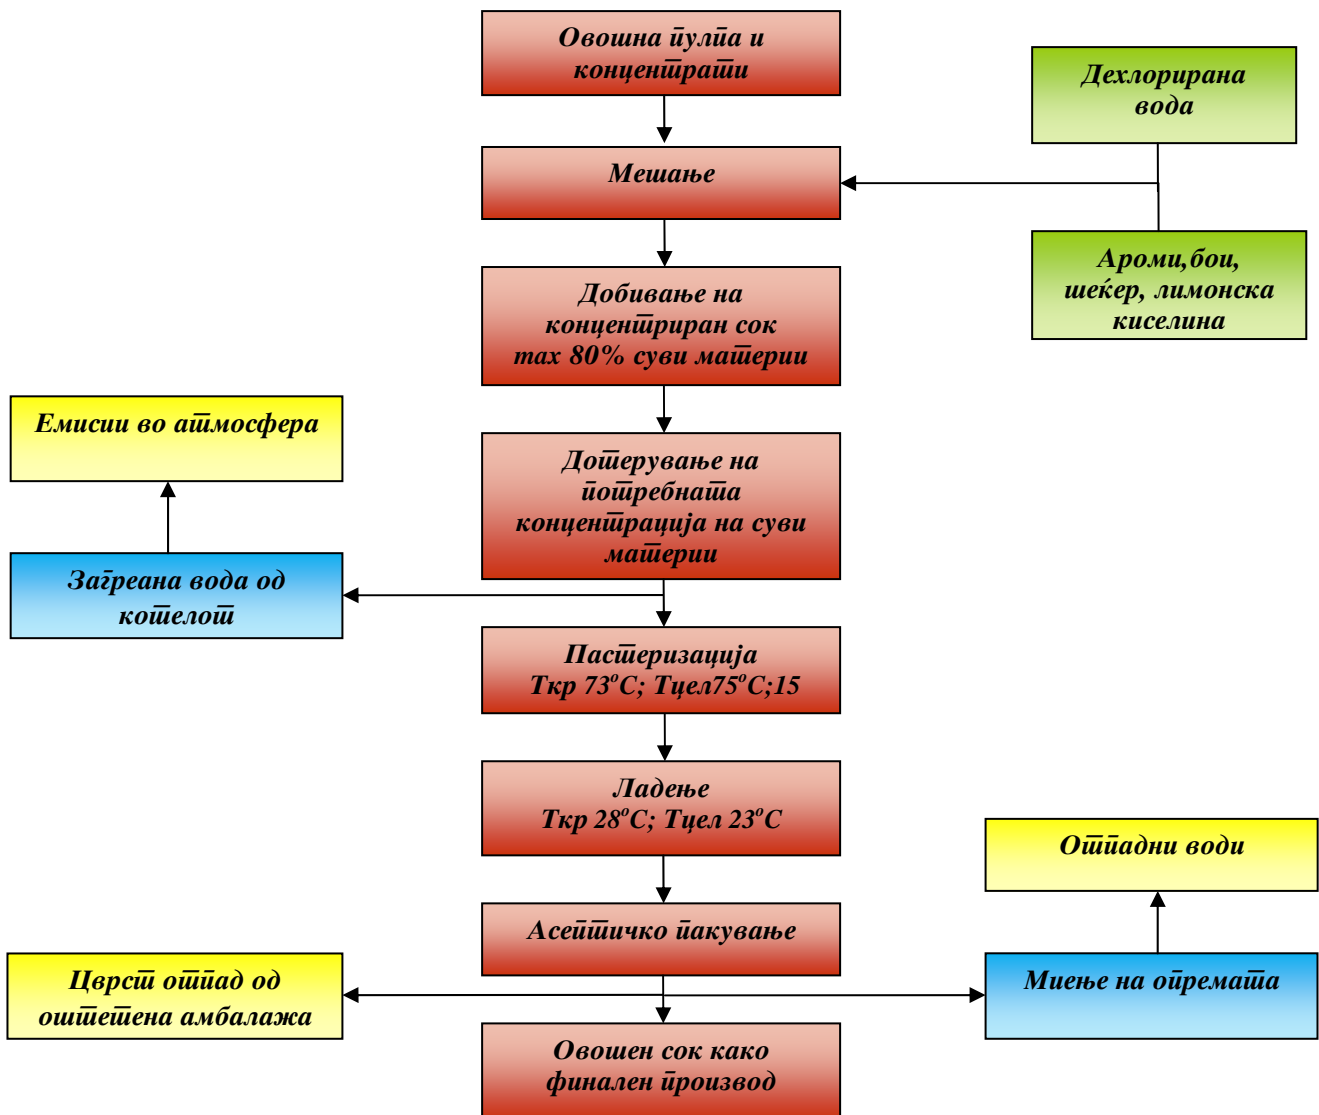 Овошна пулпа и
концентрати
Дехлорирана
вода
Мешање
Ароми,бои,
шеќер, лимонска
киселина
Добивање на
концентриран сок
max 80% суви материи
Емисии во атмосфера
Дотерување на
потребната
концентрација на суви
материи
Загреана вода од
котелот
Пастеризација
Ткр 73°C; Тцел75°C;15
Ладење
Ткр 28°C; Тцел 23°C
Отпадни води
Асептичко пакување
Цврст отпад од
оштетена амбалажа
Миење на опремата
Овошен сок како
финален производ